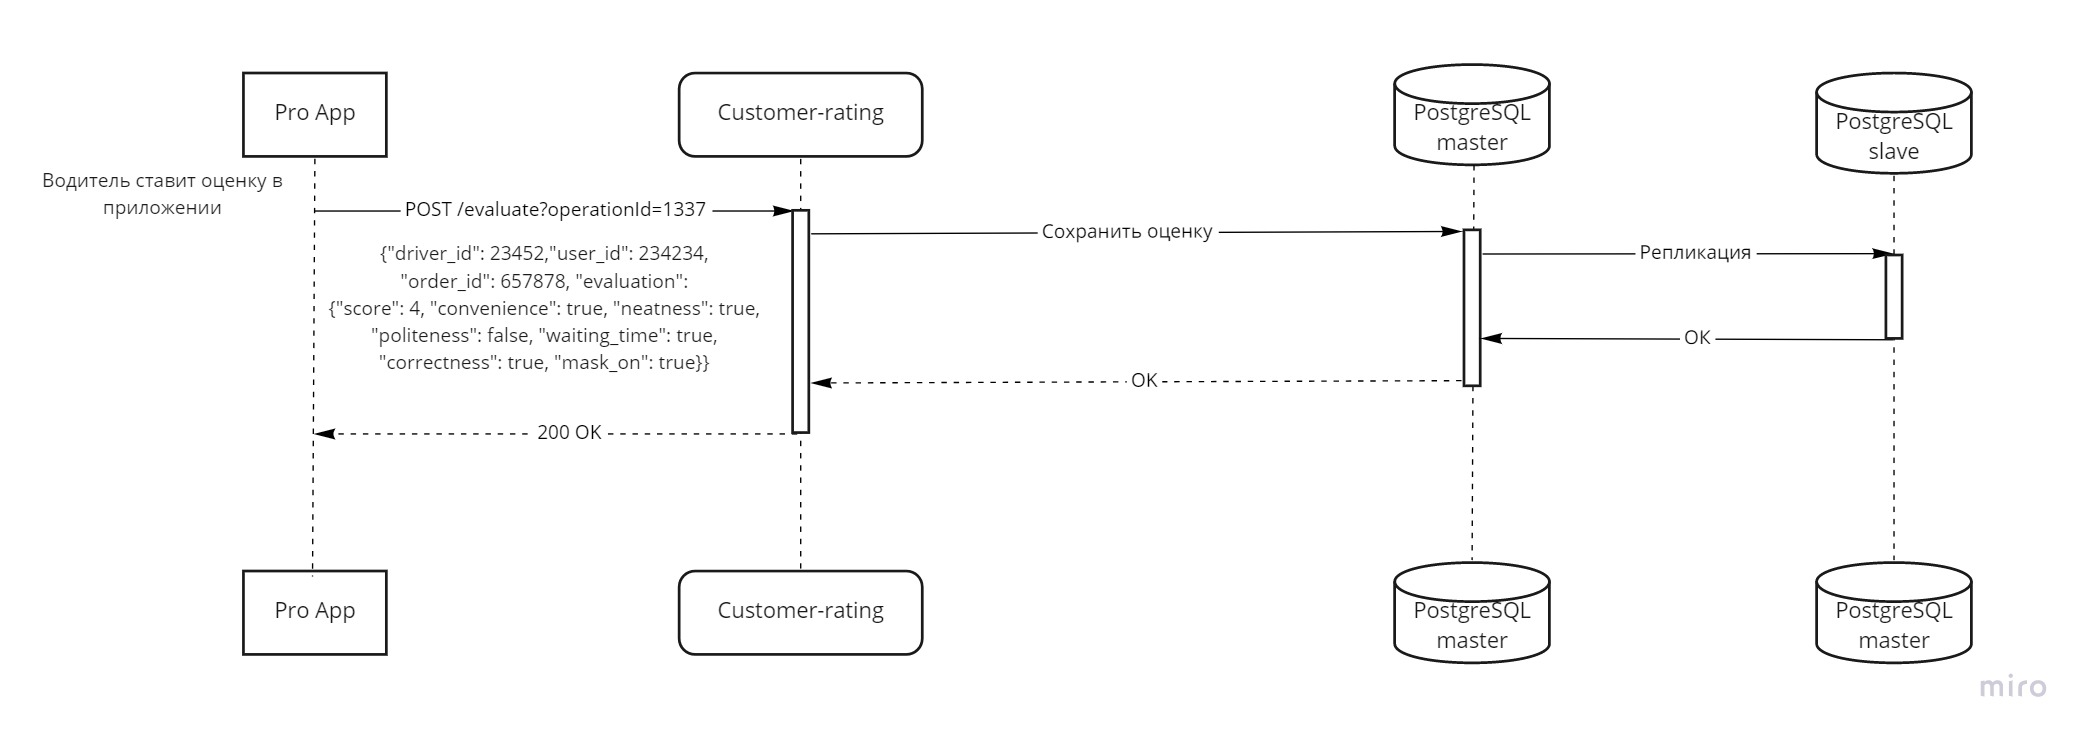 Pro App
Customer-rating
PostgreSQL
master
PostgreSQL
slave
Водитель ставит оценку в
приложении
POST /evaluate?operationId=1337
{"driver_id": 23452,"user_id": 234234,
"order_id": 657878, "evaluation":
{"score": 4, "convenience": true, "neatness": true,
"politeness": false, "waiting_time": true,
"correctness": true, "mask_on": true}}
Сохранить оценку
Репликация
ОК
OK
200 OK
Pro App
Customer-rating
PostgreSQL
master
PostgreSQL
master
miro